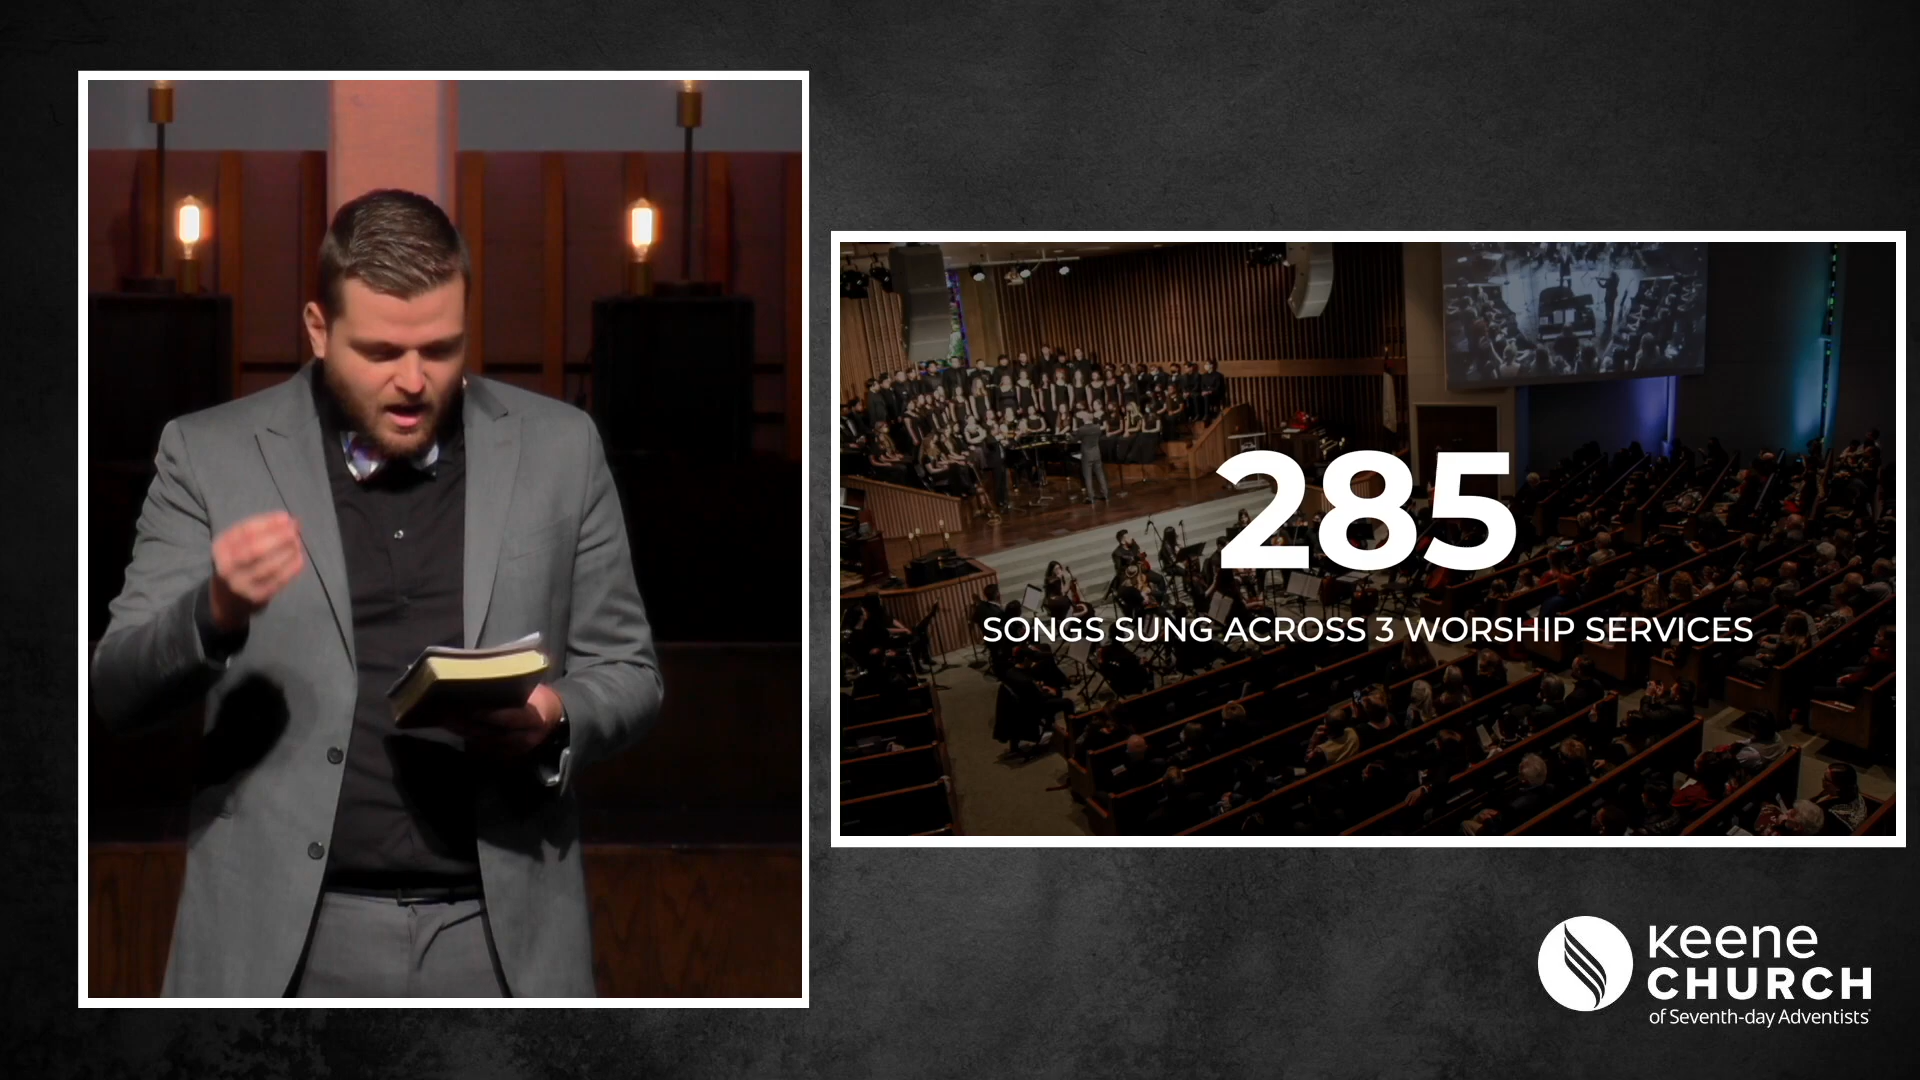 285
SONGS SUNG ACROSS 3 WORSHIP SERVICES
Keene
CHURCH
of Seventh-day Adventists